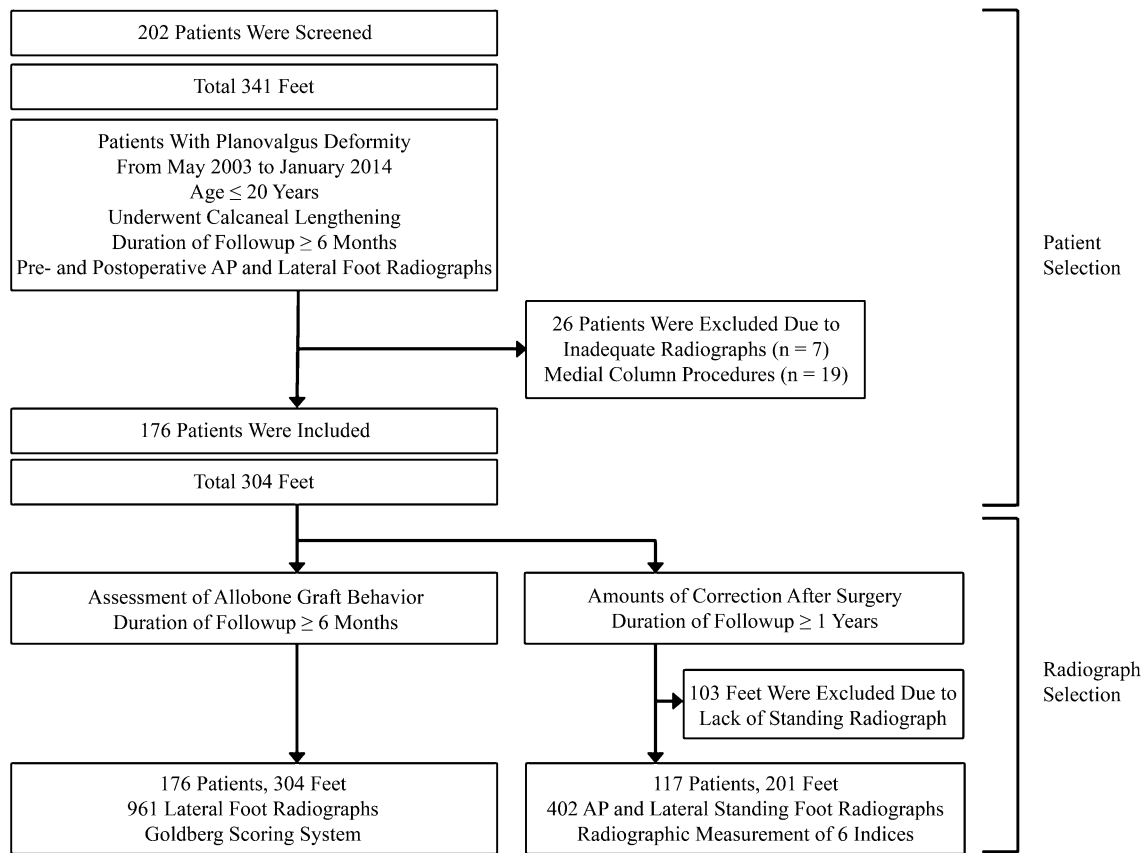 202 Patients Were Screened
Total 341 Feet
Patients With Planovalgus Deformity
From May 2003 to January 2014
Age ≤ 20 Years
Underwent Calcaneal Lengthening
Duration of Followup ≥ 6 Months
Pre- and Postoperative AP and Lateral Foot Radiographs
Patient
Selection
26 Patients Were Excluded Due to
Inadequate Radiographs (n = 7)
Medial Column Procedures (n = 19)
176 Patients Were Included
Total 304 Feet
Assessment of Allobone Graft Behavior
Duration of Followup ≥ 6 Months
Amounts of Correction After Surgery
Duration of Followup ≥ 1 Years
Radiograph
Selection
103 Feet Were Excluded Due to
Lack of Standing Radiograph
176 Patients, 304 Feet
961 Lateral Foot Radiographs
Goldberg Scoring System
117 Patients, 201 Feet
402 AP and Lateral Standing Foot Radiographs
Radiographic Measurement of 6 Indices